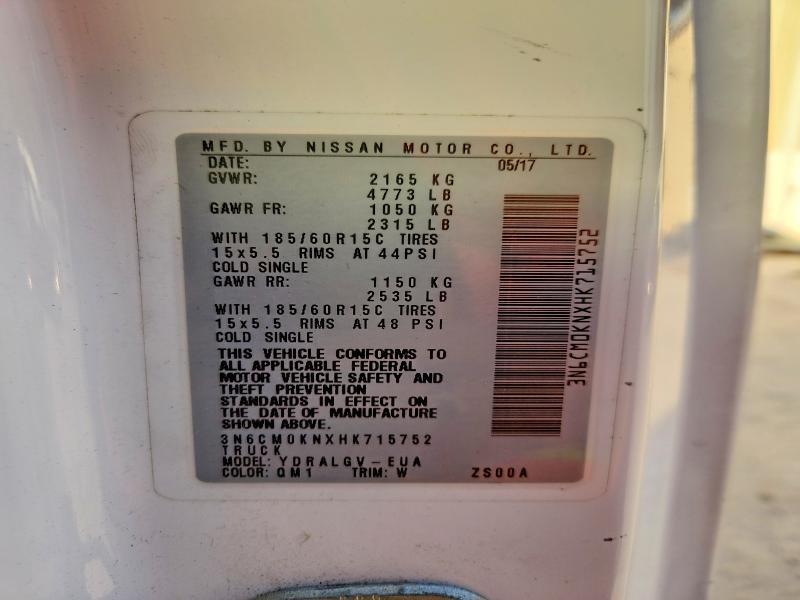 MFD. BY NISSAN MOTOR CO., LTD.
DATE: 05/17
GVWR: 2165 KG
4773 LB
GAWR FR: 1050 KG
2315 LB
WITH 185/60R15C TIRES
15x5.5 RIMS AT 44PSI
COLD SINGLE
GAWR RR: 1150 KG
2535 LB
WITH 185/60R15C TIRES
15x5.5 RIMS AT 48 PSI
COLD SINGLE
THIS VEHICLE CONFORMS TO
ALL APPLICABLE FEDERAL
MOTOR VEHICLE SAFETY AND
THEFT PREVENTION
STANDARDS IN EFFECT ON
THE DATE OF MANUFACTURE
SHOWN ABOVE.
3N6CM0KNXHK715752
TRUCK
MODEL: YDRALGV-EUA
COLOR: QM1 TRIM: W ZS00A
3N6CM0KNXHK715752